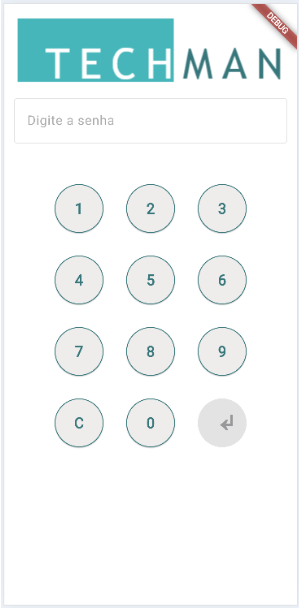 DEBUG
TECHMAN
Digite a senha
1 2 3
4 5 6
7 8 9
C 0